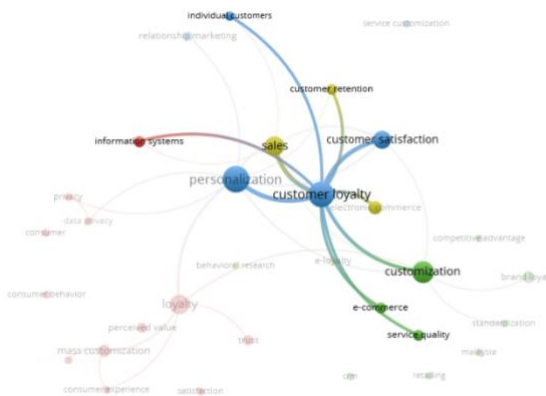 individual customers
service customization
relationship marketing
customer retention
information systems
sales
customer satisfaction
personalization
customer loyalty
privacy
electronic commerce
data privacy
consumer
competitive advantage
behavioral research
e-loyalty
customization
brand loya
consumer behavior
loyalty
e-commerce
perceived value
standardization
service quality
trust
mass customization
malaysia
crm
retailing
consumer experience
satisfaction